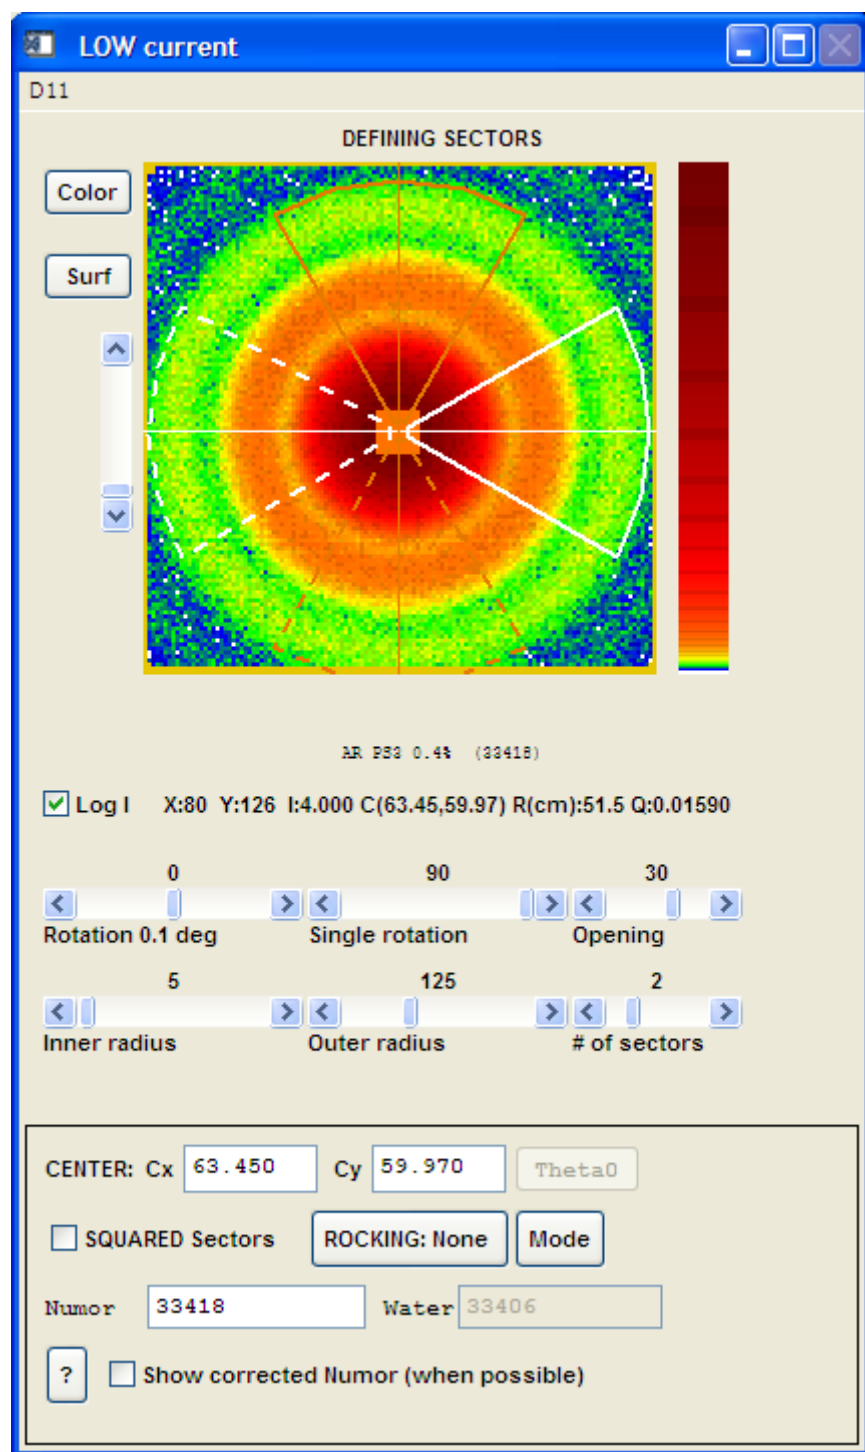 LOW current
D11
DEFINING SECTORS
Color
Surf
AR PS3 0.4% (33418)
Log I X:80 Y:126 I:4.000 C(63.45,59.97) R(cm):51.5 Q:0.01590
0 90 30
Rotation 0.1 deg Single rotation Opening
5 125 2
Inner radius Outer radius # of sectors
CENTER: Cx 63.450 Cy 59.970 Theta0
SQUARED Sectors ROCKING: None Mode
Numor 33418 Water 33406
? Show corrected Numor (when possible)